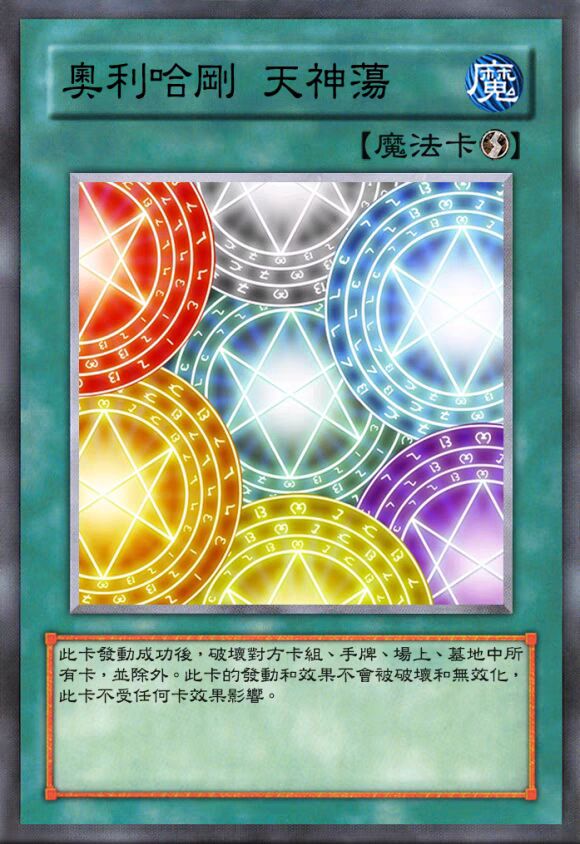 奧利哈剛 天神蕩
魔
【魔法卡】
此卡發動成功後，破壞對方卡組、手牌、場上、墓地中所
有卡，並除外。此卡的發動和效果不會被破壞和無效化，
此卡不受任何卡效果影響。